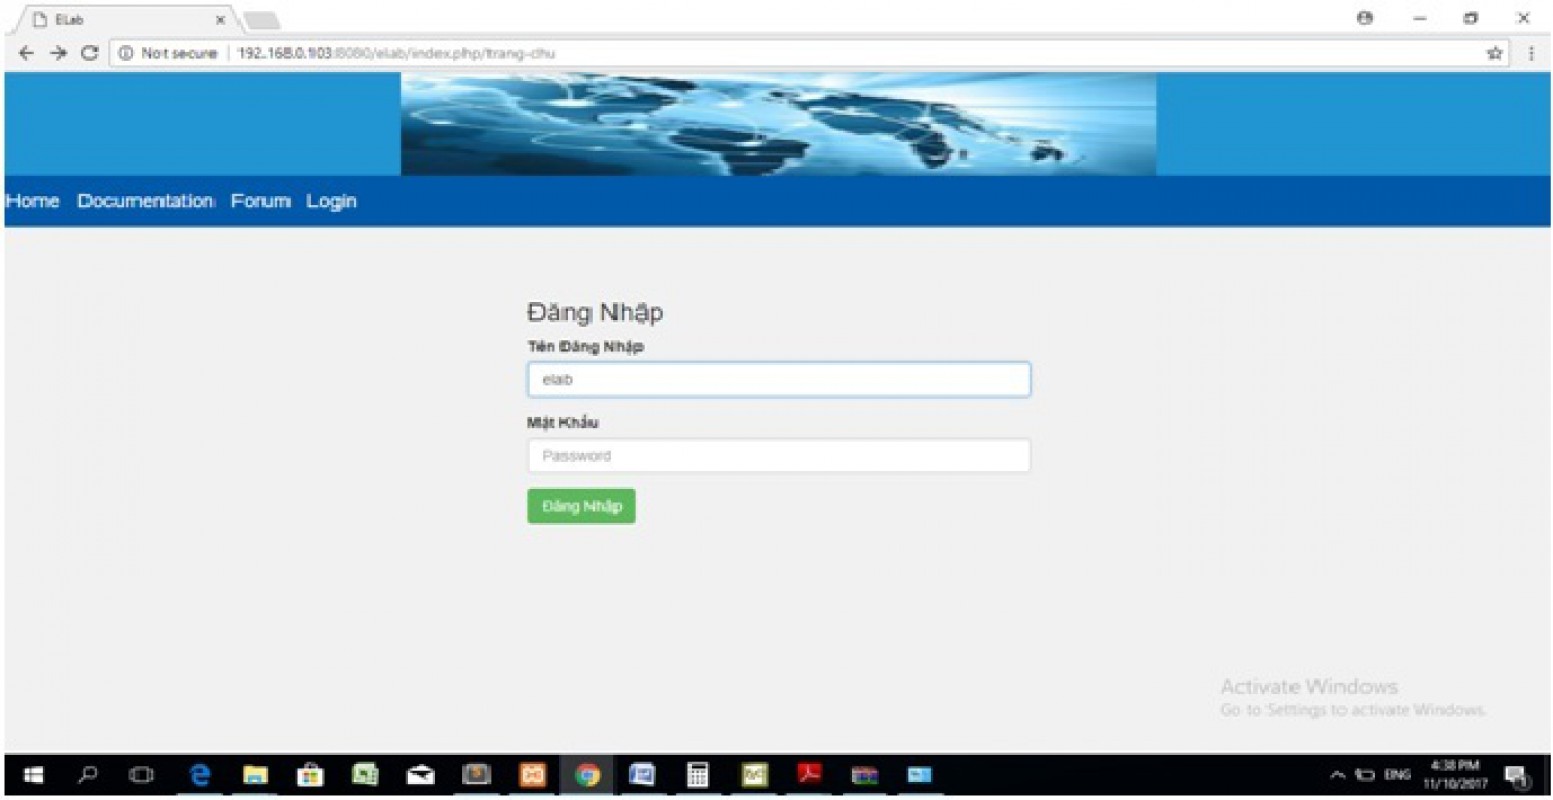 ELab
Not secure | 192.168.0.103:8080/elab/index.php/trang-chu
Home Documentation Forum Login
Đăng Nhập
Tên Đăng Nhập
elab
Mật Khẩu
Password
Đăng Nhập
Activate Windows
Go to Settings to activate Windows.
ENG
4:38 PM
11/10/2017